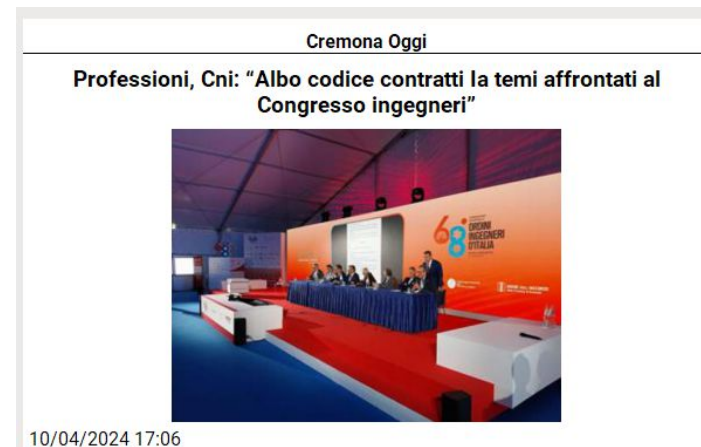 Cremona Oggi
Professioni, Cni: “Albo codice contratti Ia temi affrontati al
Congresso ingegneri”
68°
ORDINI
INGEGNERI
D'ITALIA
10/04/2024 17:06